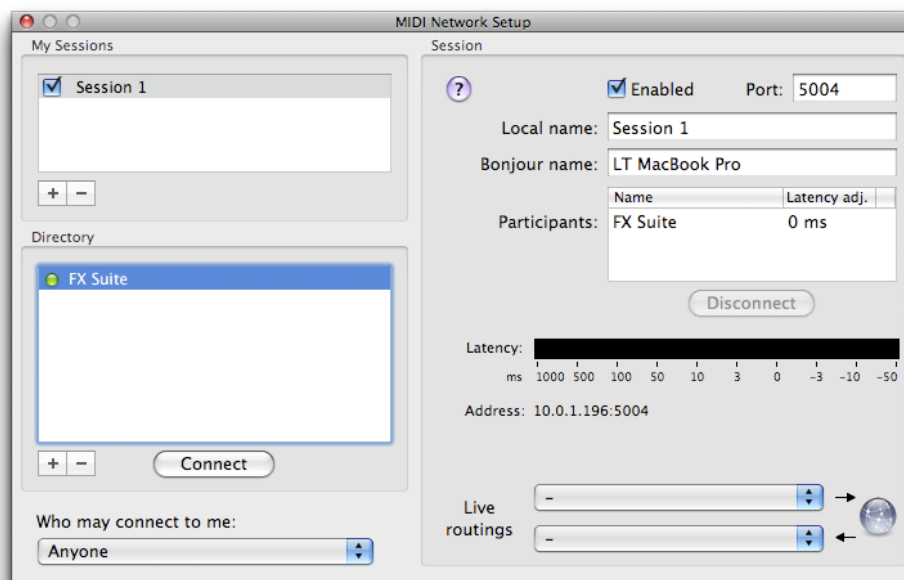 MIDI Network Setup
My Sessions
Session 1
+ −
Directory
FX Suite
+ −
Connect
Who may connect to me:
Anyone
Session
?
Enabled
Port: 5004
Local name: Session 1
Bonjour name: LT MacBook Pro
Participants:
Name Latency adj.
FX Suite 0 ms
Disconnect
Latency:
ms 1000 500 100 50 10 3 0 -3 -10 -50
Address: 10.0.1.196:5004
Live
routings
–
–